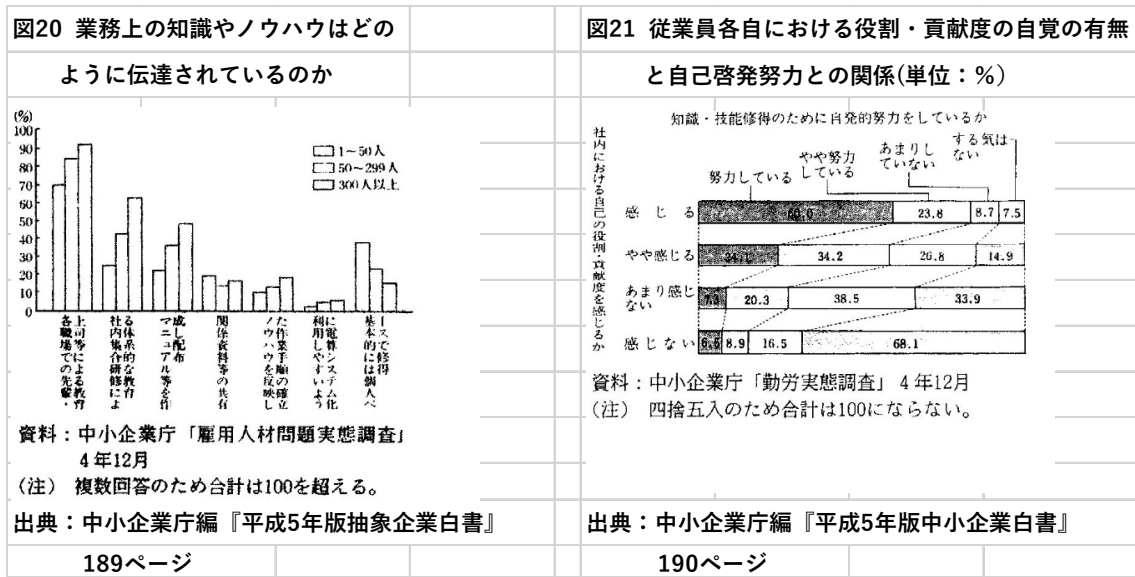 図20 業務上の知識やノウハウはどの
ように伝達されているのか
(%)
100
90
80
70
60
50
40
30
20
10
0
1~50人
50~299人
300人以上
各職場での先輩・
上司等による教育
社内集合研修によ
る体系的な教育
マニュアル等を作
成し配布
関係資料等の共有
ノウハウを反映し
た作業手順の確立
利用しやすいよう
に電算システム化
基本的には個人ベ
ースで修得
資料:中小企業庁「雇用人材問題実態調査」
4年12月
(注) 複数回答のため合計は100を超える。
出典:中小企業庁編『平成5年版抽象企業白書』
189ページ
図21 従業員各自における役割・貢献度の自覚の有無
と自己啓発努力との関係(単位:%)
知識・技能修得のために自発的努力をしているか
社内における自己の役割・貢献度を感じるか
努力している
やや努力
している
あまりし
ていない
する気は
ない
感じる 60.0 23.8 8.7 7.5
やや感じる 24.1 34.2 26.8 14.9
あまり感じ
ない 7.3 20.3 38.5 33.9
感じない 6.5 8.9 16.5 68.1
資料:中小企業庁「勤労実態調査」4年12月
(注) 四捨五入のため合計は100にならない。
出典:中小企業庁編『平成5年版中小企業白書』
190ページ